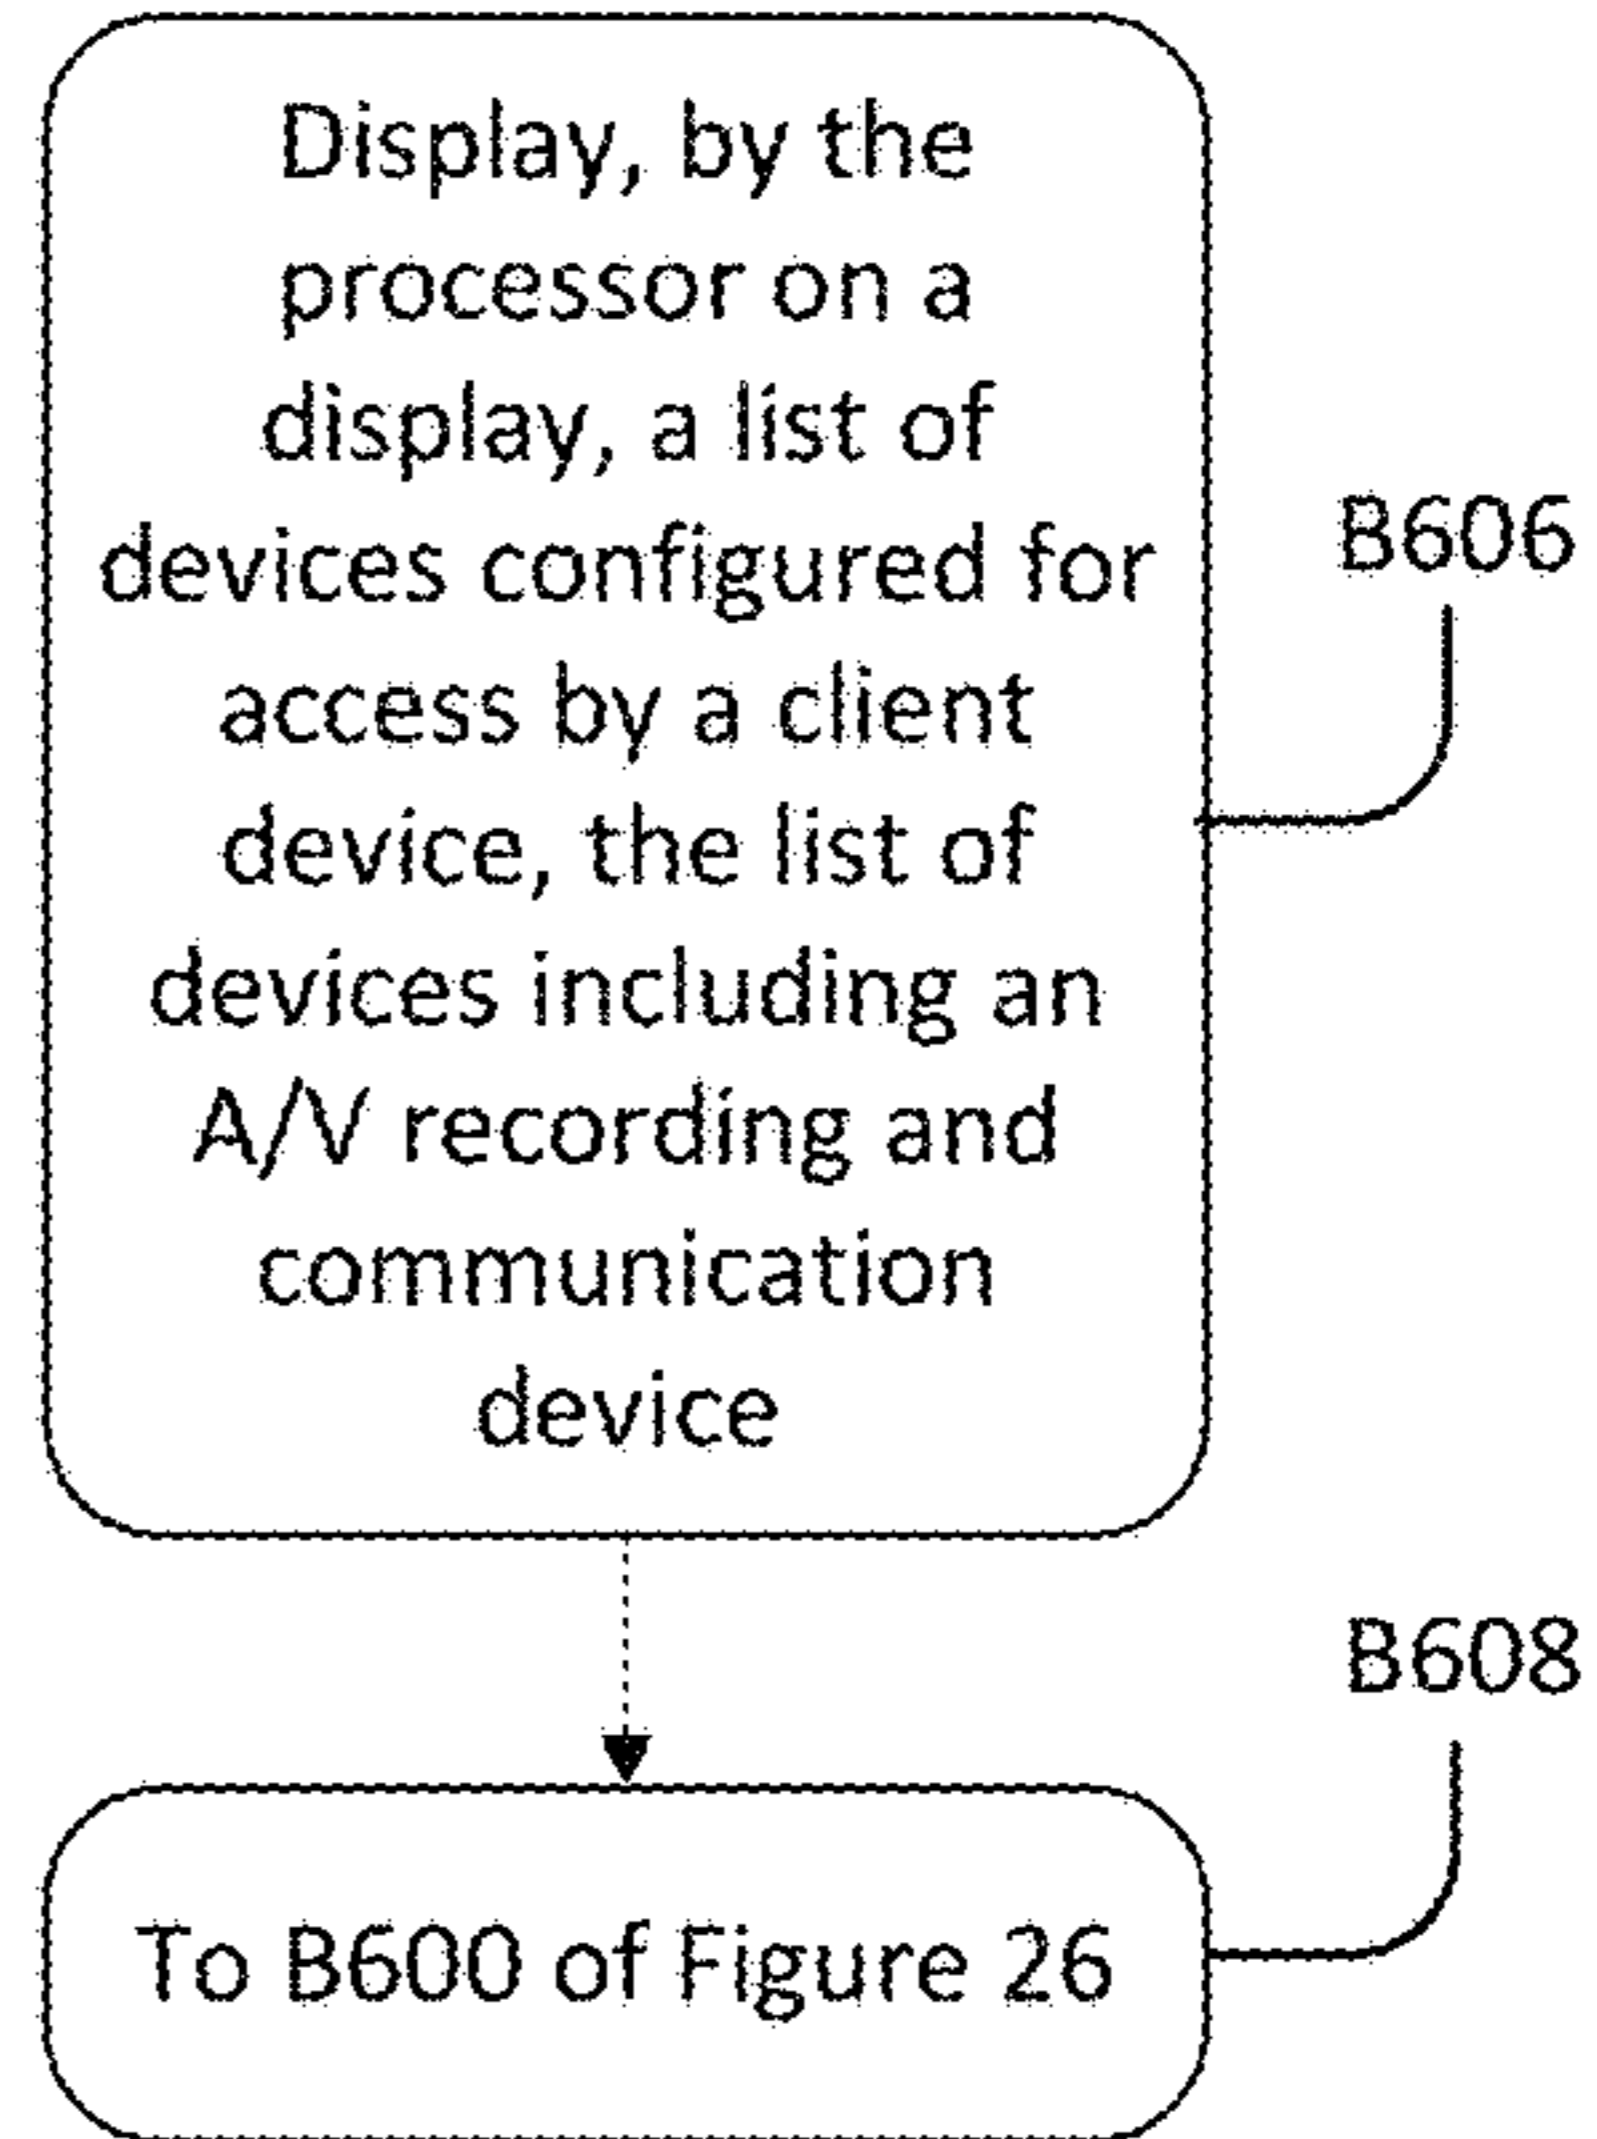 Display, by the
processor on a
display, a list of
devices configured for
access by a client
device, the list of
devices including an
A/V recording and
communication
device
B606
B608
To B600 of Figure 26